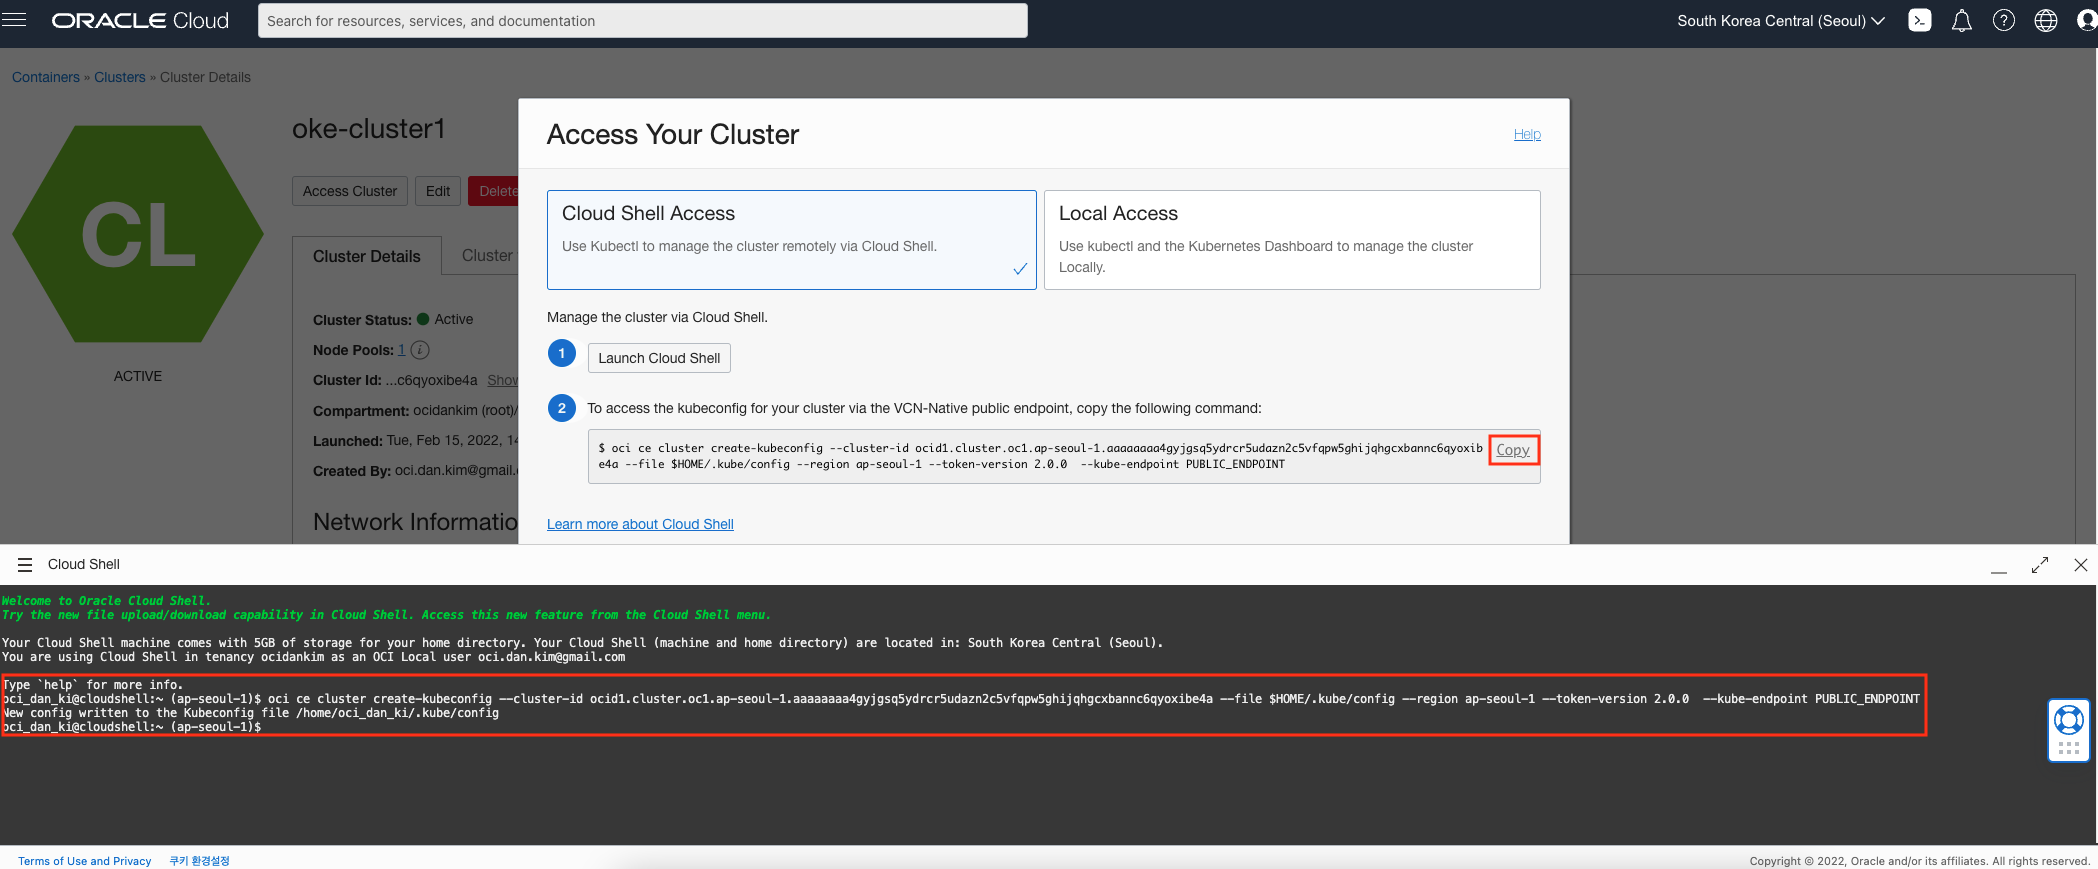 ORACLE Cloud
Search for resources, services, and documentation
South Korea Central (Seoul)
Containers » Clusters » Cluster Details
CL
ACTIVE
oke-cluster1
Access Cluster
Edit
Delete
Cluster Details
Cluster
Cluster Status: Active
Node Pools: 1
Cluster Id: ...c6qyoxibe4a Show
Compartment: ocidankim (root)/
Launched: Tue, Feb 15, 2022, 14
Created By: oci.dan.kim@gmail.
Network Informatio
Access Your Cluster
Help
Cloud Shell Access
Use Kubectl to manage the cluster remotely via Cloud Shell.
Local Access
Use kubectl and the Kubernetes Dashboard to manage the cluster
Locally.
Manage the cluster via Cloud Shell.
1 Launch Cloud Shell
2 To access the kubeconfig for your cluster via the VCN-Native public endpoint, copy the following command:
$ oci ce cluster create-kubeconfig --cluster-id ocid1.cluster.oc1.ap-seoul-1.aaaaaaaa4gyjgsq5ydrcr5udazn2c5vfqpw5ghijqhgcxbannc6qyoxib
e4a --file $HOME/.kube/config --region ap-seoul-1 --token-version 2.0.0  --kube-endpoint PUBLIC_ENDPOINT
Copy
Learn more about Cloud Shell
Cloud Shell
Welcome to Oracle Cloud Shell.
Try the new file upload/download capability in Cloud Shell. Access this new feature from the Cloud Shell menu.
Your Cloud Shell machine comes with 5GB of storage for your home directory. Your Cloud Shell (machine and home directory) are located in: South Korea Central (Seoul).
You are using Cloud Shell in tenancy ocidankim as an OCI Local user oci.dan.kim@gmail.com
Type `help` for more info.
oci_dan_ki@cloudshell:~ (ap-seoul-1)$ oci ce cluster create-kubeconfig --cluster-id ocid1.cluster.oc1.ap-seoul-1.aaaaaaaa4gyjgsq5ydrcr5udazn2c5vfqpw5ghijqhgcxbannc6qyoxibe4a --file $HOME/.kube/config --region ap-seoul-1 --token-version 2.0.0  --kube-endpoint PUBLIC_ENDPOINT
New config written to the Kubeconfig file /home/oci_dan_ki/.kube/config
oci_dan_ki@cloudshell:~ (ap-seoul-1)$
Terms of Use and Privacy
쿠키 환경설정
Copyright © 2022, Oracle and/or its affiliates. All rights reserved.